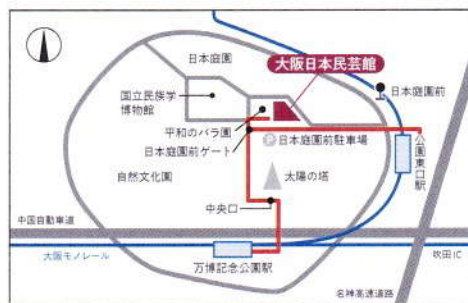 日本庭園
大阪日本民芸館
日本庭園前
国立民族学
博物館
平和のバラ園
日本庭園前ゲート
P 日本庭園前駐車場
公園東口駅
自然文化園
太陽の塔
中央口
中国自動車道
大阪モノレール
万博記念公園駅
吹田IC
名神高速道路